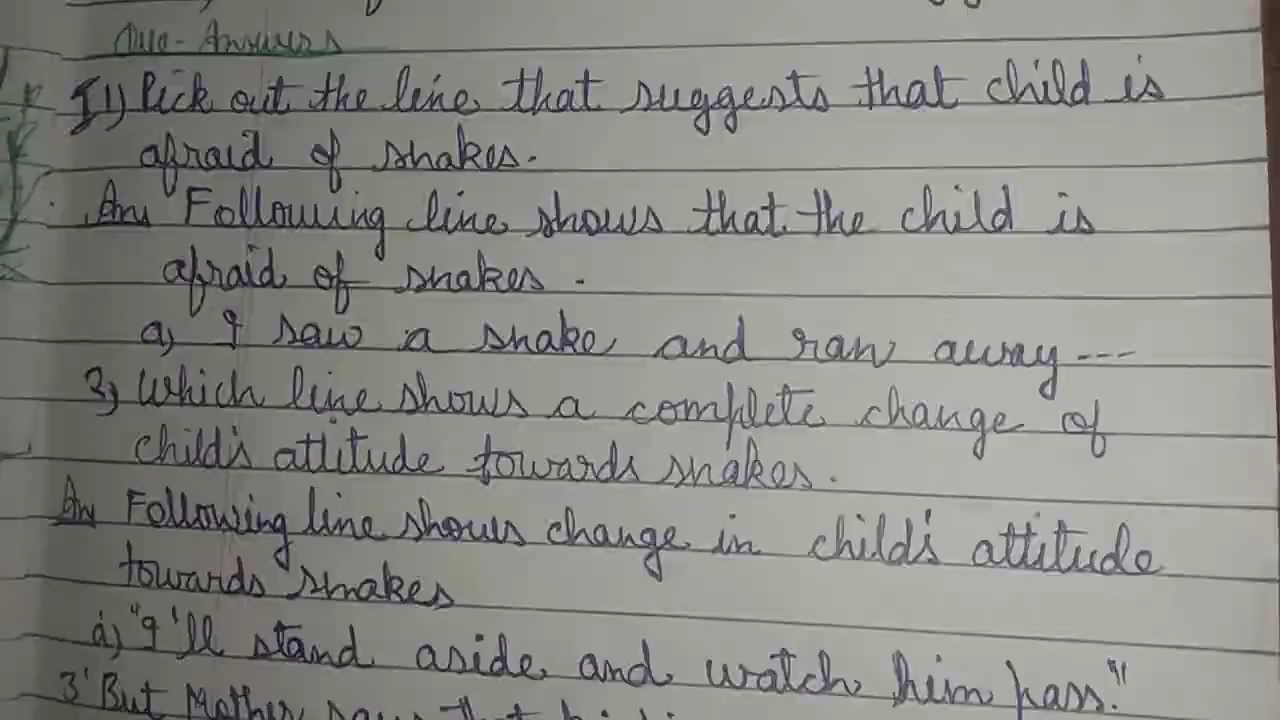 Que - Answers
I 1) Pick out the line that suggests that child is
afraid of snakes.
Ans Following line shows that the child is
afraid of snakes.
a) I saw a snake and ran away ---
2) Which line shows a complete change of
child's attitude towards snakes.
Ans Following line shows change in child's attitude
towards snakes
a) "I'll stand aside and watch him pass."
3' But Mother says that